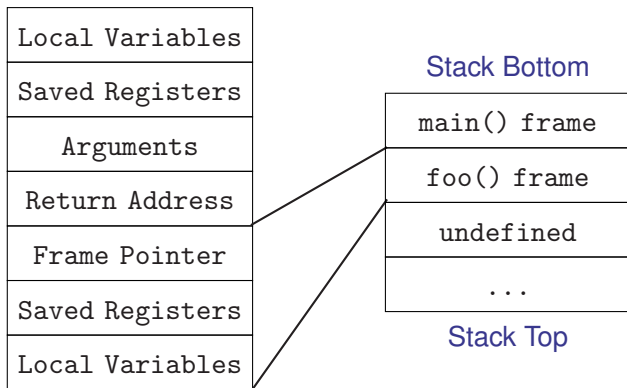 Local Variables
Saved Registers
Arguments
Return Address
Frame Pointer
Saved Registers
Local Variables
Stack Bottom
main() frame
foo() frame
undefined
...
Stack Top